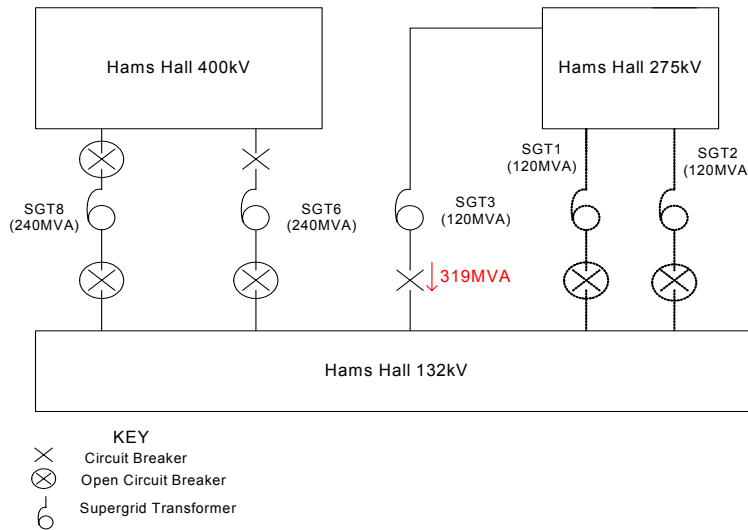 Hams Hall 400kV
Hams Hall 275kV
SGT8
(240MVA)
SGT6
(240MVA)
SGT3
(120MVA)
SGT1
(120MVA)
SGT2
(120MVA)
319MVA
Hams Hall 132kV
KEY
Circuit Breaker
Open Circuit Breaker
Supergrid Transformer